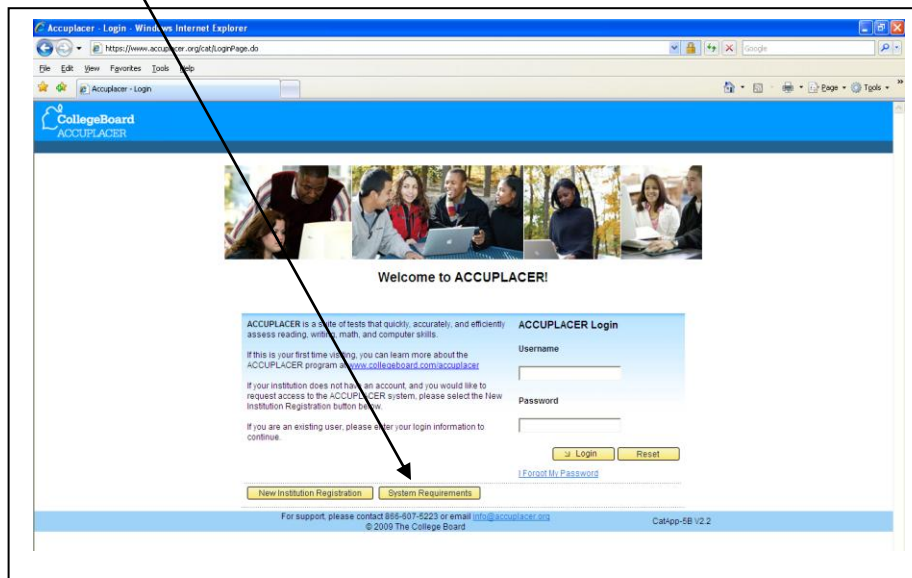 Accuplacer - Login - Windows Internet Explorer
https://www.accuplacer.org/cat/LoginPage.do
Google
File Edit View Favorites Tools Help
Accuplacer - Login
Page Tools
CollegeBoard
ACCUPLACER
Welcome to ACCUPLACER!
ACCUPLACER is a suite of tests that quickly, accurately, and efficiently
assess reading, writing, math, and computer skills.
If this is your first time visiting, you can learn more about the
ACCUPLACER program at www.collegeboard.com/accuplacer
If your institution does not have an account, and you would like to
request access to the ACCUPLACER system, please select the New
Institution Registration button below.
If you are an existing user, please enter your login information to
continue.
ACCUPLACER Login
Username
Password
Login Reset
I Forgot My Password
New Institution Registration System Requirements
For support, please contact 866-607-5223 or email info@accuplacer.org
© 2009 The College Board
CatApp-5B V2.2